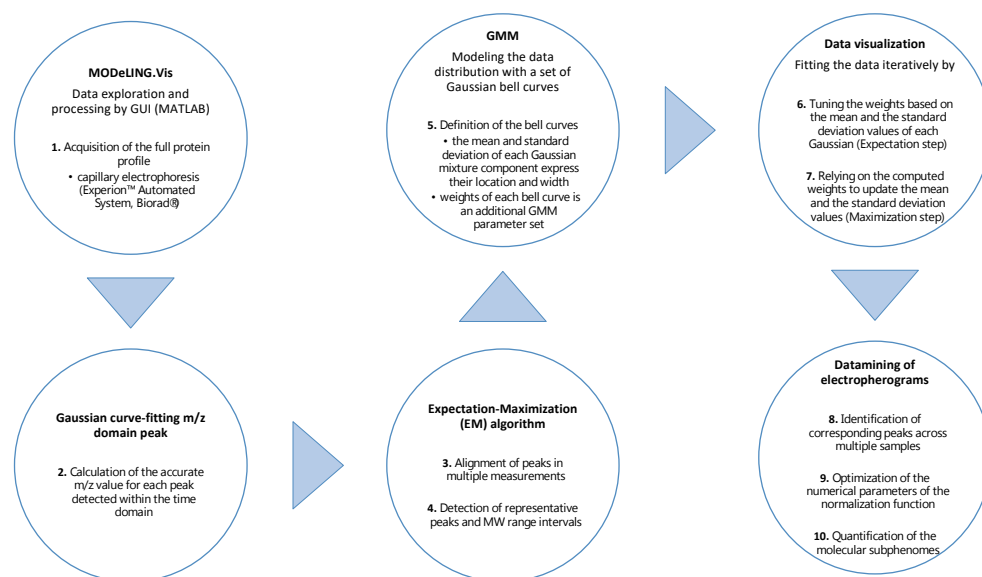 MODeLING.Vis
Data exploration and
processing by GUI (MATLAB)
1. Acquisition of the full protein
profile
• capillary electrophoresis
(Experion™ Automated
System, Biorad®)
Gaussian curve-fitting m/z
domain peak
2. Calculation of the accurate
m/z value for each peak
detected within the time
domain
Expectation-Maximization
(EM) algorithm
3. Alignment of peaks in
multiple measurements
4. Detection of representative
peaks and MW range intervals
GMM
Modeling the data
distribution with a set of
Gaussian bell curves
5. Definition of the bell curves
• the mean and standard
deviation of each Gaussian
mixture component express
their location and width
• weights of each bell curve is
an additional GMM
parameter set
Data visualization
Fitting the data iteratively by
6. Tuning the weights based on
the mean and the standard
deviation values of each
Gaussian (Expectation step)
7. Relying on the computed
weights to update the mean
and the standard deviation
values (Maximization step)
Datamining of
electropherograms
8. Identification of
corresponding peaks across
multiple samples
9. Optimization of the
numerical parameters of the
normalization function
10. Quantification of the
molecular subphenomes